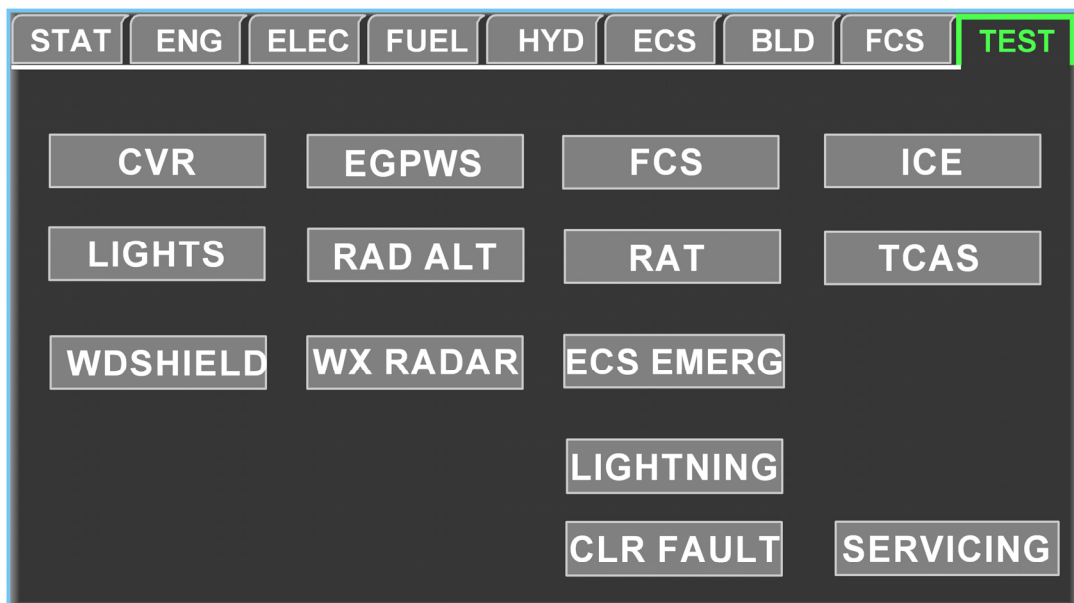 STAT ENG ELEC FUEL HYD ECS BLD FCS TEST
CVR EGPWS FCS ICE
LIGHTS RAD ALT RAT TCAS
WDSHIELD WX RADAR ECS EMERG
LIGHTNING
CLR FAULT SERVICING